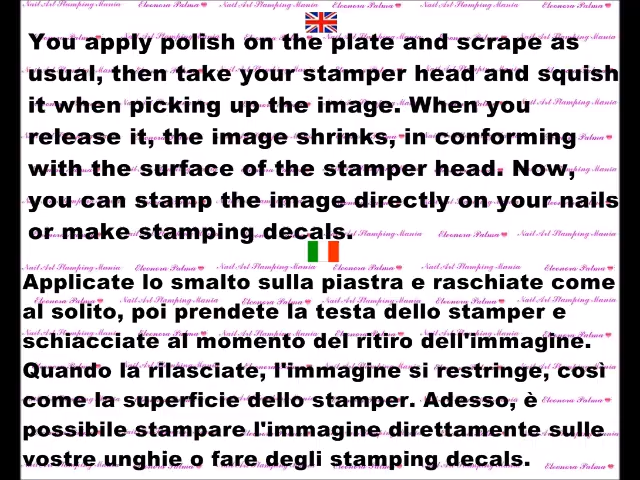 You apply polish on the plate and scrape as
usual, then take your stamper head and squish
it when picking up the image. When you
release it, the image shrinks, in conforming
with the surface of the stamper head. Now,
you can stamp the image directly on your nails
or make stamping decals.
Applicate lo smalto sulla piastra e raschiate come
al solito, poi prendete la testa dello stamper e
schiacciate al momento del ritiro dell'immagine.
Quando la rilasciate, l'immagine si restringe, così
come la superficie dello stamper. Adesso, è
possibile stampare l'immagine direttamente sulle
vostre unghie o fare degli stamping decals.